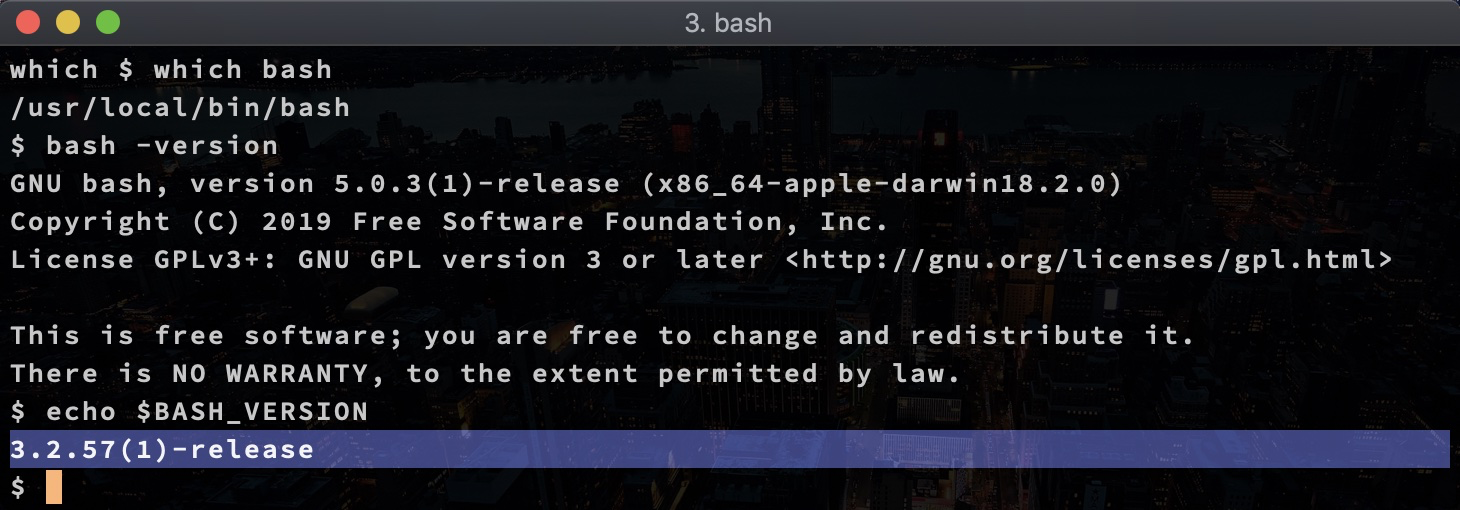 3. bash
which $ which bash
/usr/local/bin/bash
$ bash -version
GNU bash, version 5.0.3(1)-release (x86_64-apple-darwin18.2.0)
Copyright (C) 2019 Free Software Foundation, Inc.
License GPLv3+: GNU GPL version 3 or later <http://gnu.org/licenses/gpl.html>
This is free software; you are free to change and redistribute it.
There is NO WARRANTY, to the extent permitted by law.
$ echo $BASH_VERSION
3.2.57(1)-release
$